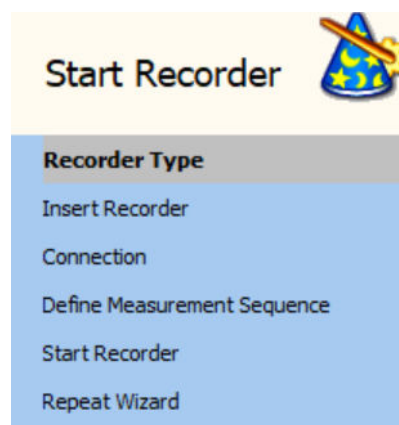 Start Recorder
Recorder Type
Insert Recorder
Connection
Define Measurement Sequence
Start Recorder
Repeat Wizard